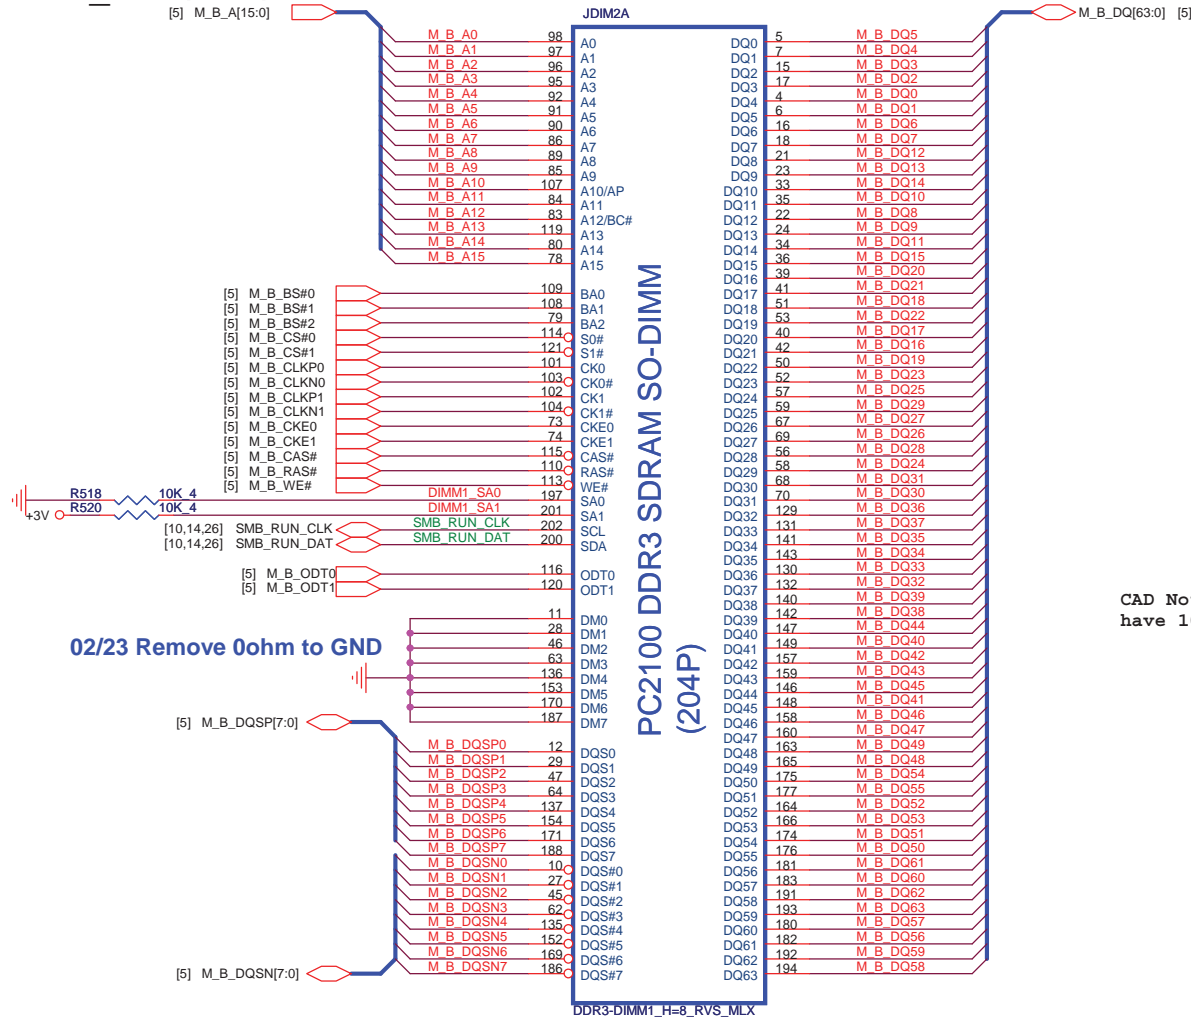 [5] M_B_A[15:0]
JDIM2A
M_B_DQ[63:0] [5]
M_B_A0 98 A0 DQ0 5 M_B_DQ5
M_B_A1 97 A1 DQ1 7 M_B_DQ4
M_B_A2 96 A2 DQ2 15 M_B_DQ3
M_B_A3 95 A3 DQ3 17 M_B_DQ2
M_B_A4 92 A4 DQ4 4 M_B_DQ0
M_B_A5 91 A5 DQ5 6 M_B_DQ1
M_B_A6 90 A6 DQ6 16 M_B_DQ6
M_B_A7 86 A7 DQ7 18 M_B_DQ7
M_B_A8 89 A8 DQ8 21 M_B_DQ12
M_B_A9 85 A9 DQ9 23 M_B_DQ13
M_B_A10 107 A10/AP DQ10 33 M_B_DQ14
M_B_A11 84 A11 DQ11 35 M_B_DQ10
M_B_A12 83 A12/BC# DQ12 22 M_B_DQ8
M_B_A13 119 A13 DQ13 24 M_B_DQ9
M_B_A14 80 A14 DQ14 34 M_B_DQ11
M_B_A15 78 A15 DQ15 36 M_B_DQ15
DQ16 39 M_B_DQ20
[5] M_B_BS#0 109 BA0 DQ17 41 M_B_DQ21
[5] M_B_BS#1 108 BA1 DQ18 51 M_B_DQ18
[5] M_B_BS#2 79 BA2 DQ19 53 M_B_DQ22
[5] M_B_CS#0 114 S0# DQ20 40 M_B_DQ17
[5] M_B_CS#1 121 S1# DQ21 42 M_B_DQ16
[5] M_B_CLKP0 101 CK0 DQ22 50 M_B_DQ19
[5] M_B_CLKN0 103 CK0# DQ23 52 M_B_DQ23
[5] M_B_CLKP1 102 CK1 DQ24 57 M_B_DQ25
[5] M_B_CLKN1 104 CK1# DQ25 59 M_B_DQ29
[5] M_B_CKE0 73 CKE0 DQ26 67 M_B_DQ27
[5] M_B_CKE1 74 CKE1 DQ27 69 M_B_DQ26
[5] M_B_CAS# 115 CAS# DQ28 56 M_B_DQ28
[5] M_B_RAS# 110 RAS# DQ29 58 M_B_DQ24
[5] M_B_WE# 113 WE# DQ30 68 M_B_DQ31
R518 10K_4 DIMM1_SA0 197 SA0 DQ31 70 M_B_DQ30
+3V R520 10K_4 DIMM1_SA1 201 SA1 DQ32 129 M_B_DQ36
[10,14,26] SMB_RUN_CLK SMB_RUN_CLK 202 SCL DQ33 131 M_B_DQ37
[10,14,26] SMB_RUN_DAT SMB_RUN_DAT 200 SDA DQ34 141 M_B_DQ35
DQ35 143 M_B_DQ34
[5] M_B_ODT0 116 ODT0 DQ36 130 M_B_DQ33
[5] M_B_ODT1 120 ODT1 DQ37 132 M_B_DQ32
DQ38 140 M_B_DQ39
11 DM0 DQ39 142 M_B_DQ38
28 DM1 DQ40 147 M_B_DQ44
46 DM2 DQ41 149 M_B_DQ40
63 DM3 DQ42 157 M_B_DQ42
136 DM4 DQ43 159 M_B_DQ43
153 DM5 DQ44 146 M_B_DQ45
170 DM6 DQ45 148 M_B_DQ41
187 DM7 DQ46 158 M_B_DQ46
DQ47 160 M_B_DQ47
02/23 Remove 0ohm to GND
PC2100 DDR3 SDRAM SO-DIMM
(204P)
CAD No
have 1
[5] M_B_DQSP[7:0]
M_B_DQSP0 12 DQS0 DQ48 163 M_B_DQ49
M_B_DQSP1 29 DQS1 DQ49 165 M_B_DQ48
M_B_DQSP2 47 DQS2 DQ50 175 M_B_DQ54
M_B_DQSP3 64 DQS3 DQ51 177 M_B_DQ55
M_B_DQSP4 137 DQS4 DQ52 164 M_B_DQ52
M_B_DQSP5 154 DQS5 DQ53 166 M_B_DQ53
M_B_DQSP6 171 DQS6 DQ54 174 M_B_DQ51
M_B_DQSP7 188 DQS7 DQ55 176 M_B_DQ50
M_B_DQSN0 10 DQS#0 DQ56 181 M_B_DQ61
M_B_DQSN1 27 DQS#1 DQ57 183 M_B_DQ60
M_B_DQSN2 45 DQS#2 DQ58 191 M_B_DQ62
M_B_DQSN3 62 DQS#3 DQ59 193 M_B_DQ63
M_B_DQSN4 135 DQS#4 DQ60 180 M_B_DQ57
M_B_DQSN5 152 DQS#5 DQ61 182 M_B_DQ56
M_B_DQSN6 169 DQS#6 DQ62 192 M_B_DQ59
M_B_DQSN7 186 DQS#7 DQ63 194 M_B_DQ58
[5] M_B_DQSN[7:0]
DDR3-DIMM1_H=8_RVS_MLX